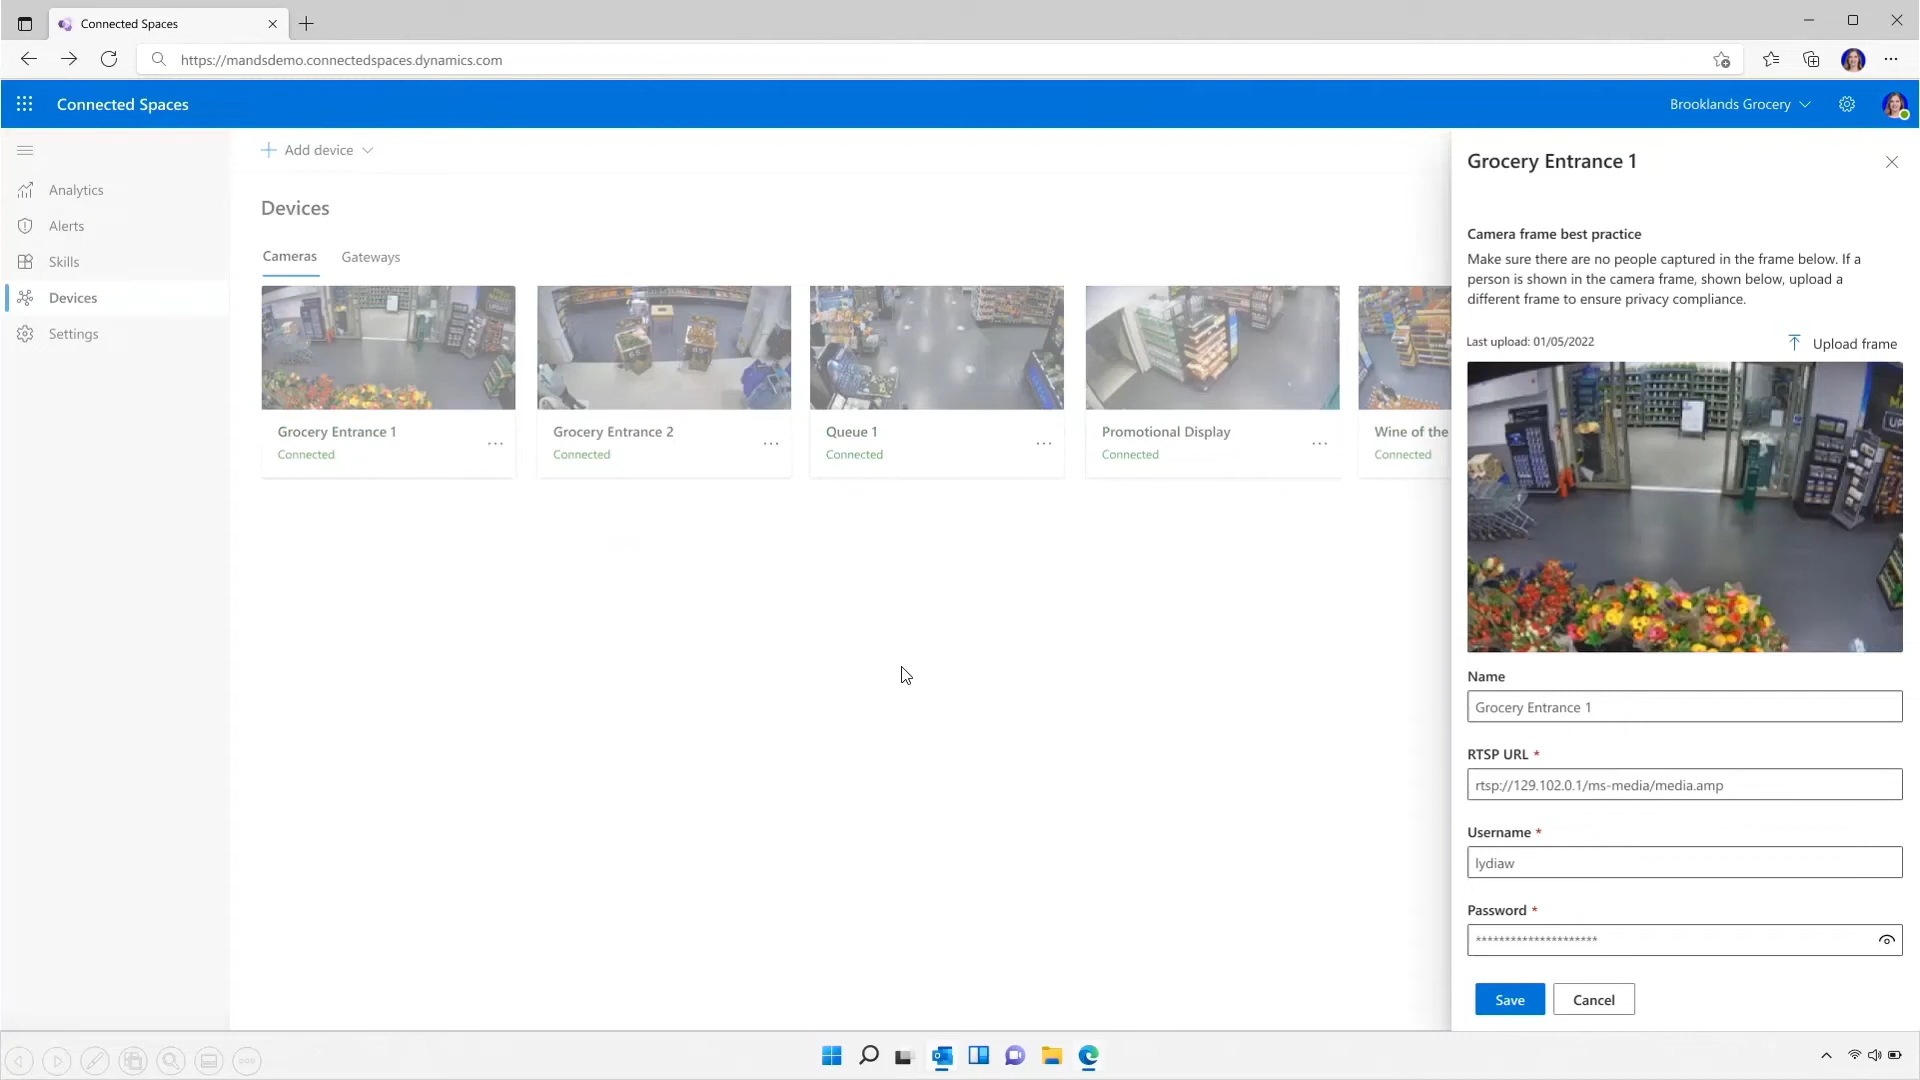 Connected Spaces
https://mandsdemo.connectedspaces.dynamics.com
Connected Spaces
Brooklands Grocery
Analytics
Alerts
Skills
Devices
Settings
Add device
Devices
Cameras
Gateways
Grocery Entrance 1
Connected
Grocery Entrance 2
Connected
Queue 1
Connected
Promotional Display
Connected
Wine of the
Connected
Grocery Entrance 1
Camera frame best practice
Make sure there are no people captured in the frame below. If a
person is shown in the camera frame, shown below, upload a
different frame to ensure privacy compliance.
Last upload: 01/05/2022
Upload frame
Name
Grocery Entrance 1
RTSP URL *
rtsp://129.102.0.1/ms-media/media.amp
Username *
lydiaw
Password *
*********************
Save
Cancel